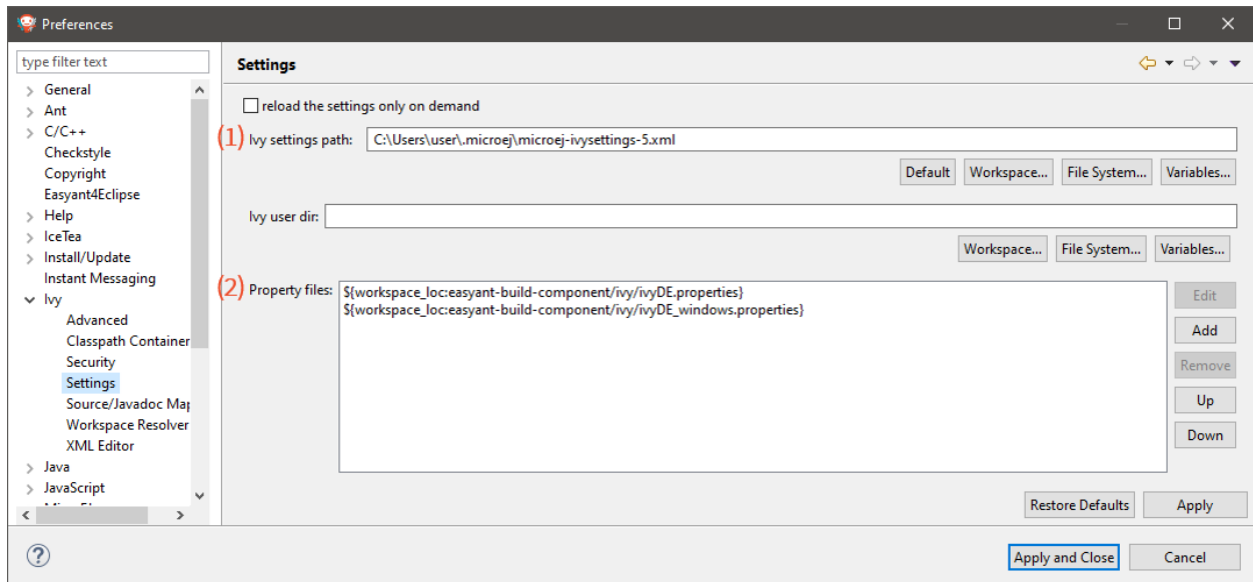 Preferences
type filter text
General
Ant
C/C++
Checkstyle
Copyright
Easyant4Eclipse
Help
IceTea
Install/Update
Instant Messaging
Ivy
Advanced
Classpath Container
Security
Settings
Source/Javadoc Map
Workspace Resolver
XML Editor
Java
JavaScript
Settings
reload the settings only on demand
(1) Ivy settings path: C:\Users\user\.microej\microej-ivysettings-5.xml
Default Workspace... File System... Variables...
Ivy user dir:
Workspace... File System... Variables...
(2) Property files: ${workspace_loc:easyant-build-component/ivy/ivyDE.properties}
${workspace_loc:easyant-build-component/ivy/ivyDE_windows.properties}
Edit
Add
Remove
Up
Down
Restore Defaults Apply
? Apply and Close Cancel